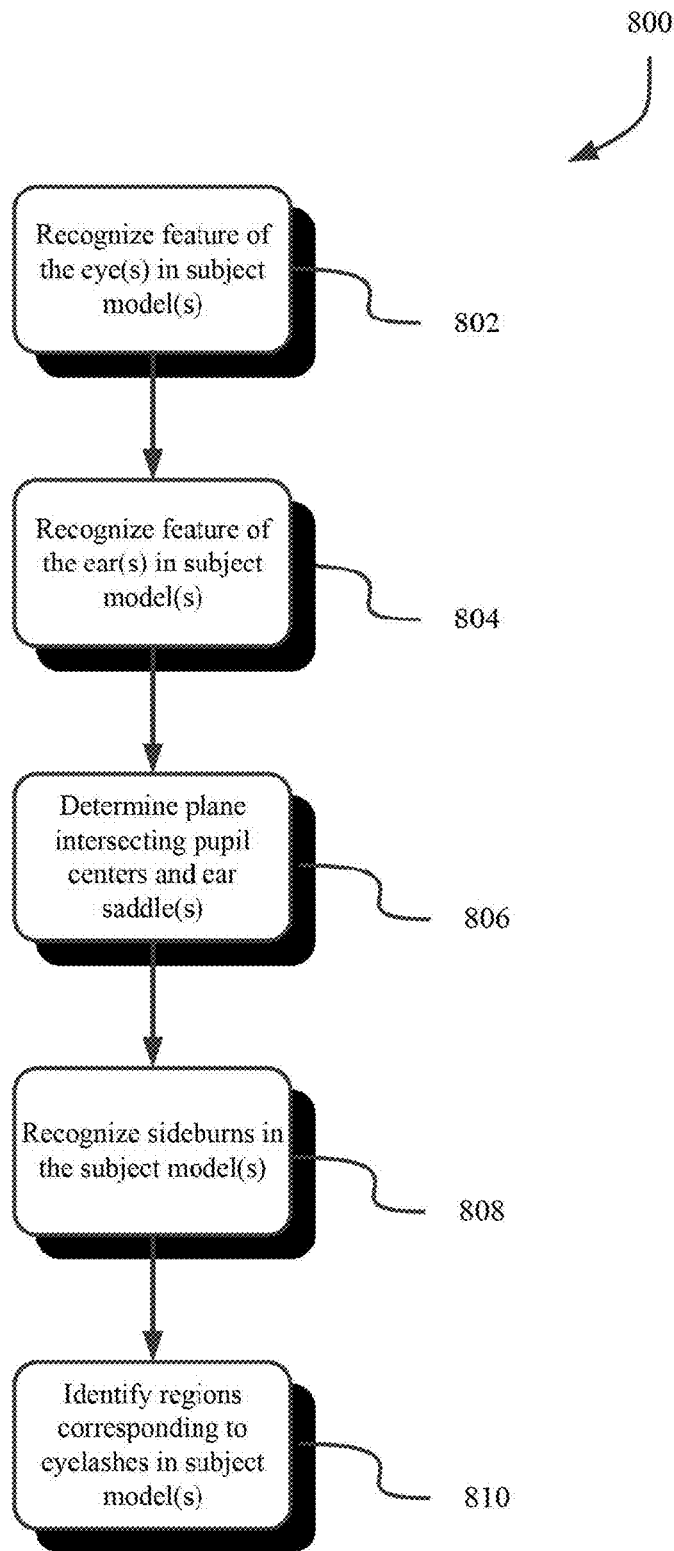 800
Recognize feature of
the eye(s) in subject
model(s)
802
Recognize feature of
the ear(s) in subject
model(s)
804
Determine plane
intersecting pupil
centers and ear
saddle(s)
806
Recognize sideburns in
the subject model(s)
808
Identify regions
corresponding to
eyelashes in subject
model(s)
810